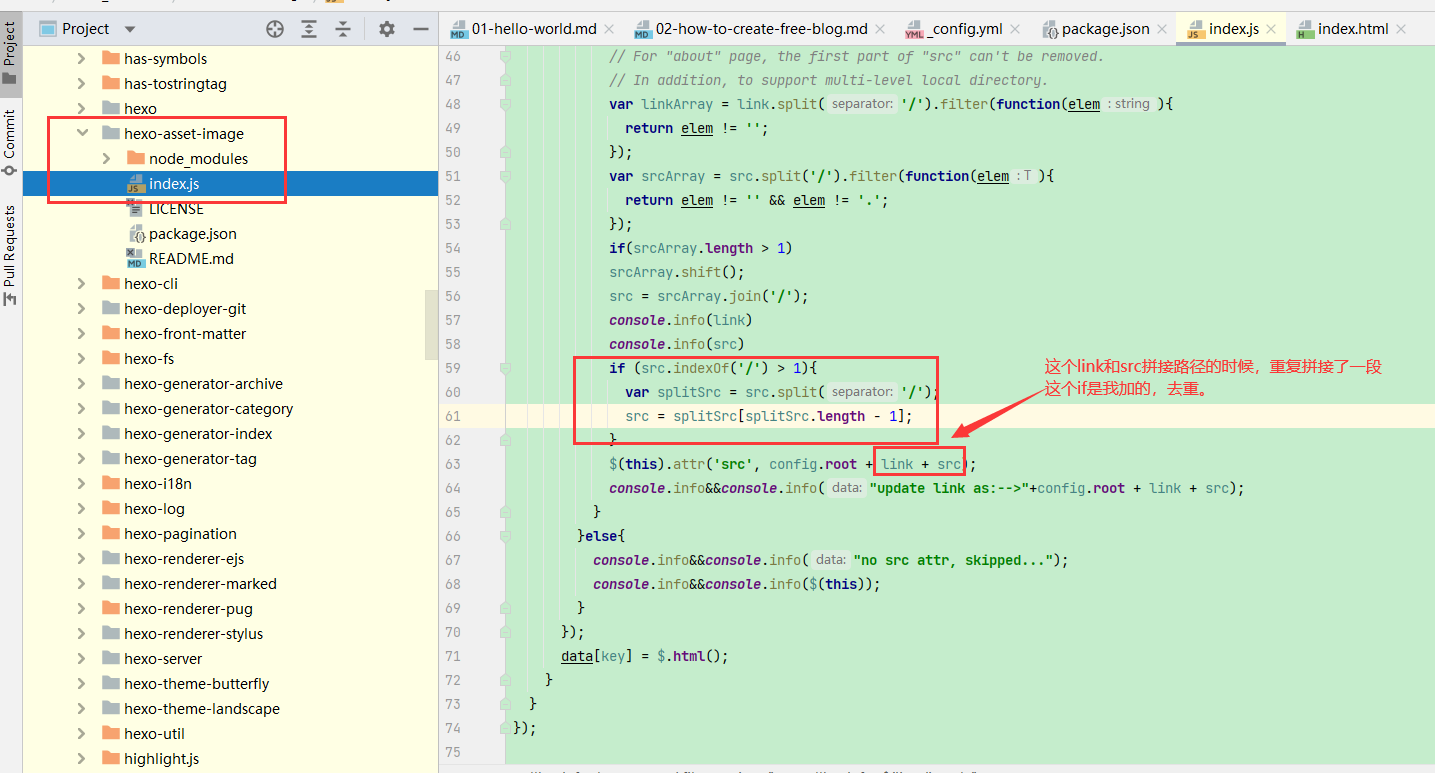 Project
01-hello-world.md
02-how-to-create-free-blog.md
_config.yml
package.json
index.js
index.html
Project
Commit
Pull Requests
has-symbols
has-tostringtag
hexo
hexo-asset-image
node_modules
index.js
LICENSE
package.json
README.md
hexo-cli
hexo-deployer-git
hexo-front-matter
hexo-fs
hexo-generator-archive
hexo-generator-category
hexo-generator-index
hexo-generator-tag
hexo-i18n
hexo-log
hexo-pagination
hexo-renderer-ejs
hexo-renderer-marked
hexo-renderer-pug
hexo-renderer-stylus
hexo-server
hexo-theme-butterfly
hexo-theme-landscape
hexo-util
highlight.js
46 // For "about" page, the first part of "src" can't be removed.
47 // In addition, to support multi-level local directory.
48 var linkArray = link.split( separator: '/').filter(function(elem : string ){
49 return elem != '';
50 });
51 var srcArray = src.split('/').filter(function(elem : T ){
52 return elem != '' && elem != '.';
53 });
54 if(srcArray.length > 1)
55 srcArray.shift();
56 src = srcArray.join('/');
57 console.info(link)
58 console.info(src)
59 if (src.indexOf('/') > 1){
60 var splitSrc = src.split( separator: '/');
61 src = splitSrc[splitSrc.length - 1];
62 }
63 $(this).attr('src', config.root + link + src);
64 console.info&&console.info( data: "update link as:-->"+config.root + link + src);
65 }
66 }else{
67 console.info&&console.info( data: "no src attr, skipped...");
68 console.info&&console.info($(this));
69 }
70 });
71 data[key] = $.html();
72 }
73 }
74 });
75
这个link和src拼接路径的时候，重复拼接了一段
这个if是我加的，去重。